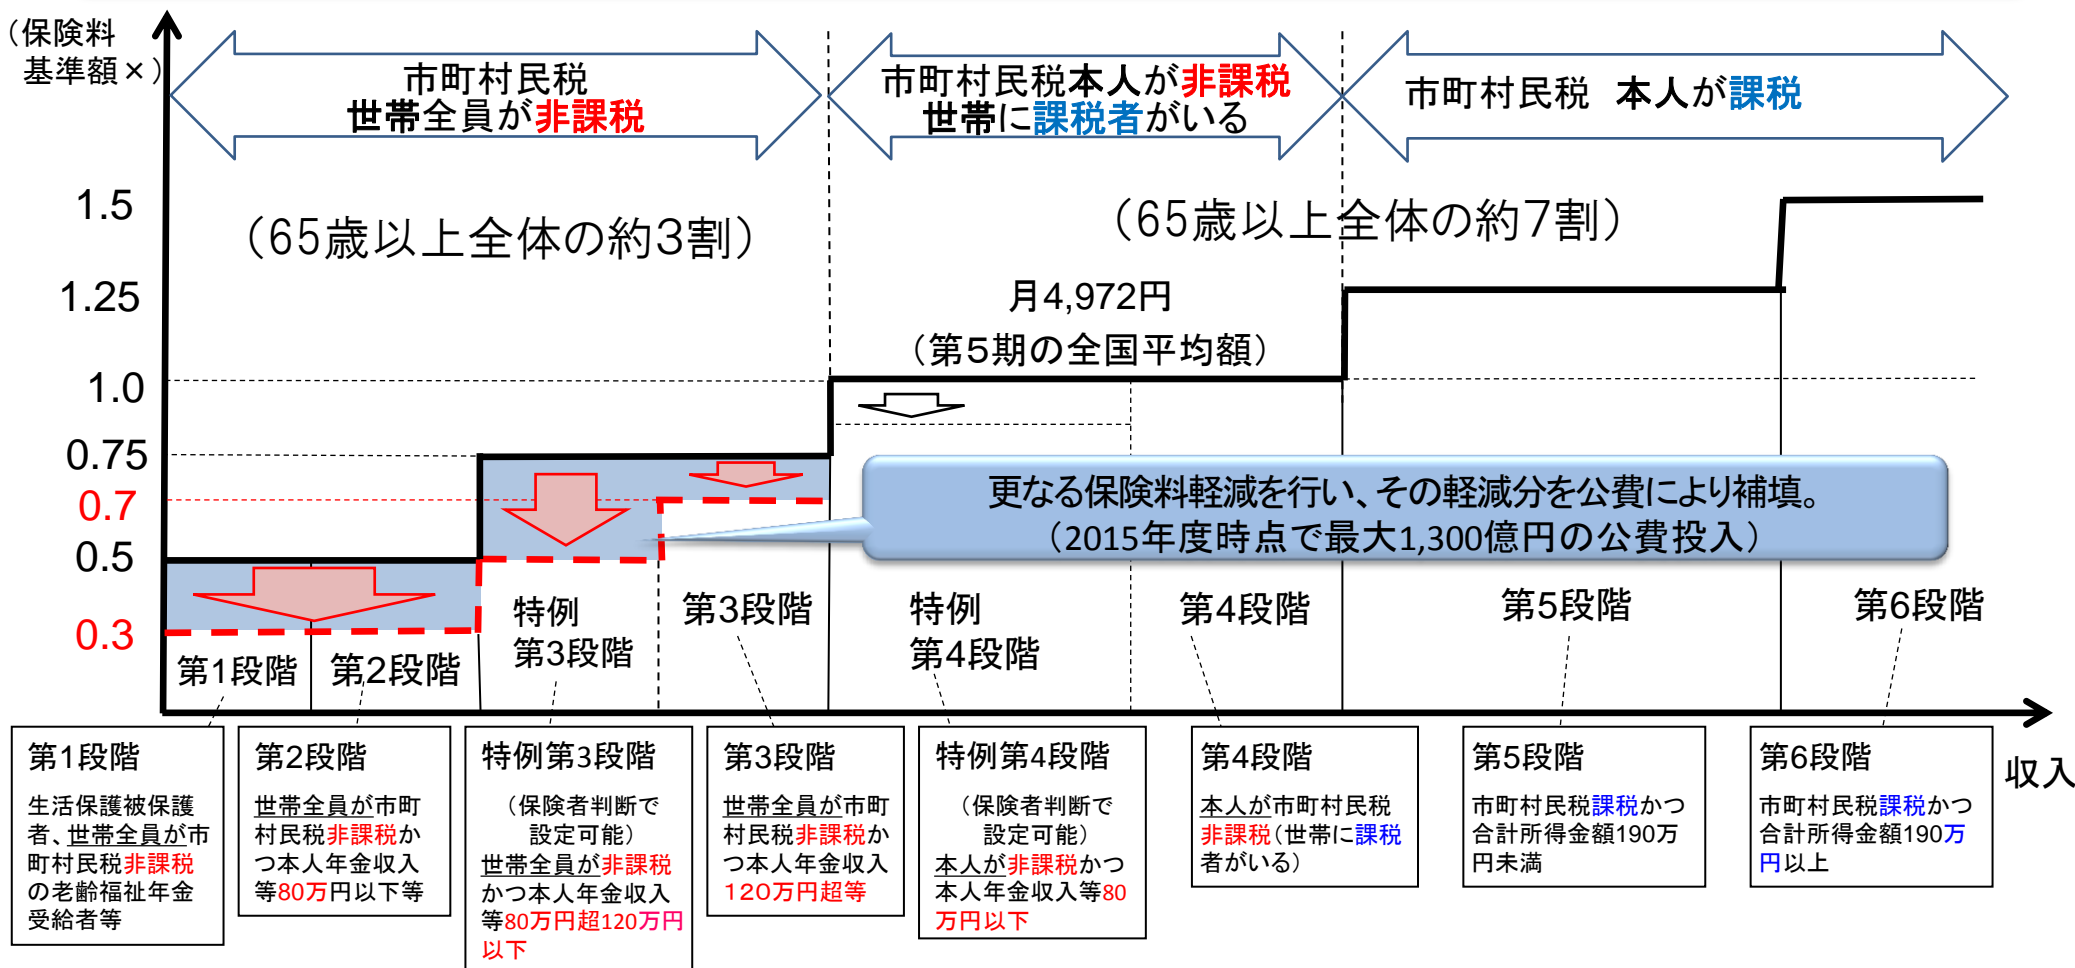 （保険料
基準額×）
市町村民税
世帯全員が非課税
市町村民税本人が非課税
世帯に課税者がいる
市町村民税　本人が課税
（65歳以上全体の約3割）
（65歳以上全体の約7割）
1.5
1.25
1.0
0.75
0.7
0.5
0.3
月4,972円
（第5期の全国平均額）
更なる保険料軽減を行い、その軽減分を公費により補填。
（2015年度時点で最大1,300億円の公費投入）
第1段階
第2段階
特例
第3段階
第3段階
特例
第4段階
第4段階
第5段階
第6段階
収入
第1段階
生活保護被保護
者、世帯全員が市
町村民税非課税
の老齢福祉年金
受給者等
第2段階
世帯全員が市町
村民税非課税か
つ本人年金収入
等80万円以下等
特例第3段階
（保険者判断で
設定可能）
世帯全員が非課税
かつ本人年金収入
等80万円超120万円
以下
第3段階
世帯全員が市町
村民税非課税か
つ本人年金収入
120万円超等
特例第4段階
（保険者判断で
設定可能）
本人が非課税かつ
本人年金収入等80
万円以下
第4段階
本人が市町村民税
非課税（世帯に課税
者がいる）
第5段階
市町村民税課税かつ
合計所得金額190万
円未満
第6段階
市町村民税課税かつ
合計所得金額190万
円以上